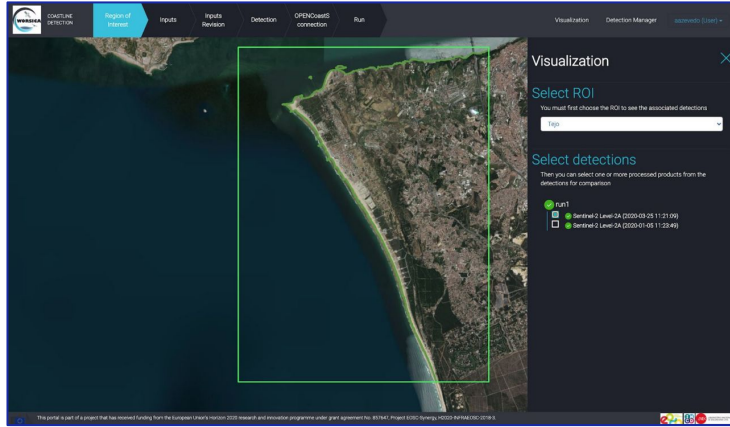 WORSICA
COASTLINE
DETECTION
Region of
Interest
Inputs
Inputs
Revision
Detection
OPENCoastS
connection
Run
Visualization
Detection Manager
sazevedo (User)
Visualization
Select ROI
You must first choose the ROI to see the associated detections
Tejo
Select detections
Then you can select one or more processed products from the
detections for comparison
run1
Sentinel-2 Level-2A (2020-03-25 11:21:09)
Sentinel-2 Level-2A (2020-01-05 11:23:49)
This portal is part of a project that has received funding from the European Union's Horizon 2020 research and innovation programme under grant agreement No. 857647, Project EOSC-Synergy, H2020-INFRAEOSC-2018-3.